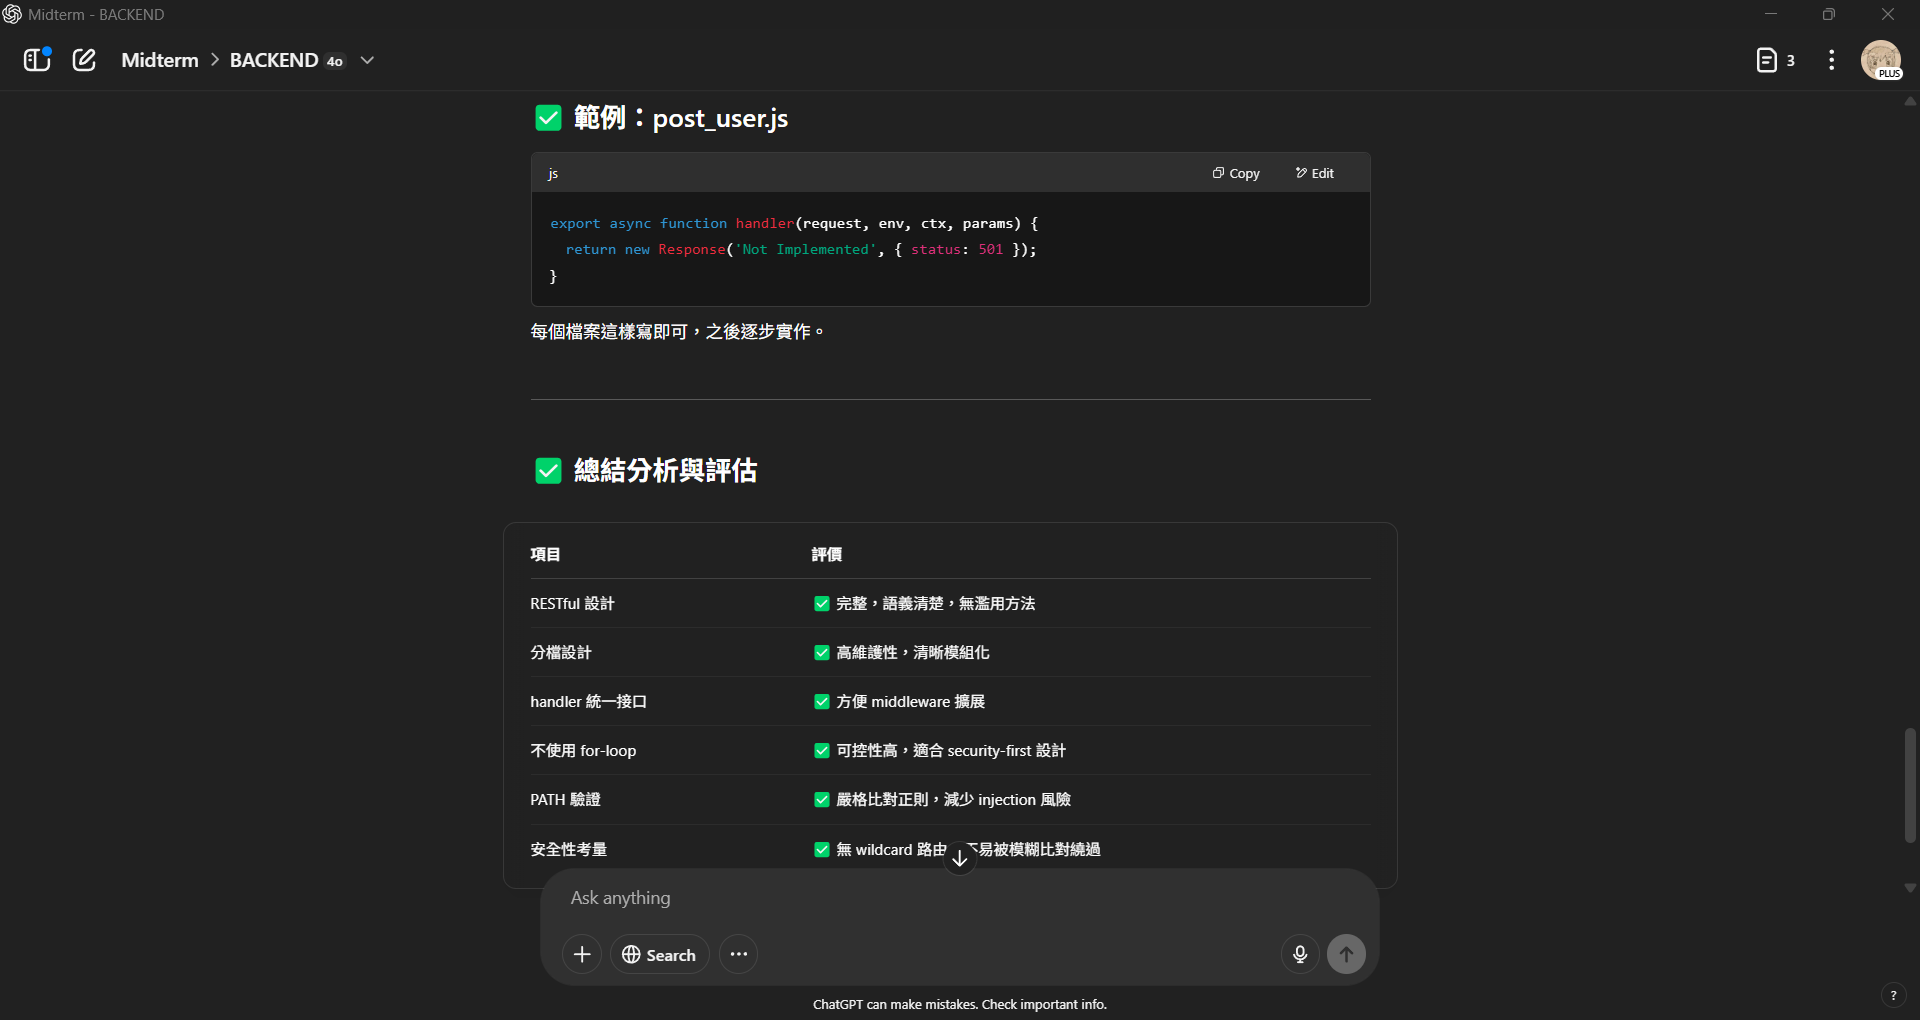 Midterm - BACKEND
Midterm > BACKEND 4o
3
PLUS
✅ 範例：post_user.js
js
Copy
Edit
export async function handler(request, env, ctx, params) {
  return new Response('Not Implemented', { status: 501 });
}
每個檔案這樣寫即可，之後逐步實作。
✅ 總結分析與評估
項目 評價
RESTful 設計 ✅ 完整，語義清楚，無濫用方法
分檔設計 ✅ 高維護性，清晰模組化
handler 統一接口 ✅ 方便 middleware 擴展
不使用 for-loop ✅ 可控性高，適合 security-first 設計
PATH 驗證 ✅ 嚴格比對正則，減少 injection 風險
安全性考量 ✅ 無 wildcard 路由 不易被模糊比對繞過
Ask anything
Search
ChatGPT can make mistakes. Check important info.
?